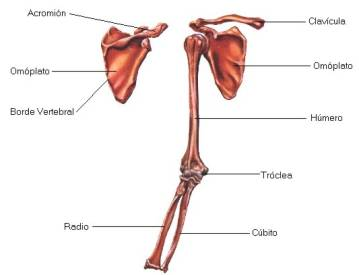 Acromión
Clavícula
Omóplato
Omóplato
Borde Vertebral
Húmero
Tróclea
Radio
Cúbito